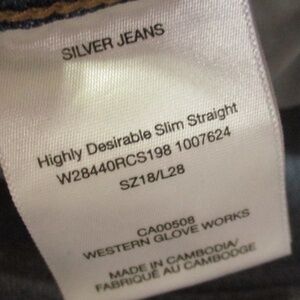 SILVER JEANS
Highly Desirable Slim Straight
W28440RCS198 1007624
SZ18/L28
CA00508
WESTERN GLOVE WORKS
MADE IN CAMBODIA/
FABRIQUÉ AU CAMBODGE